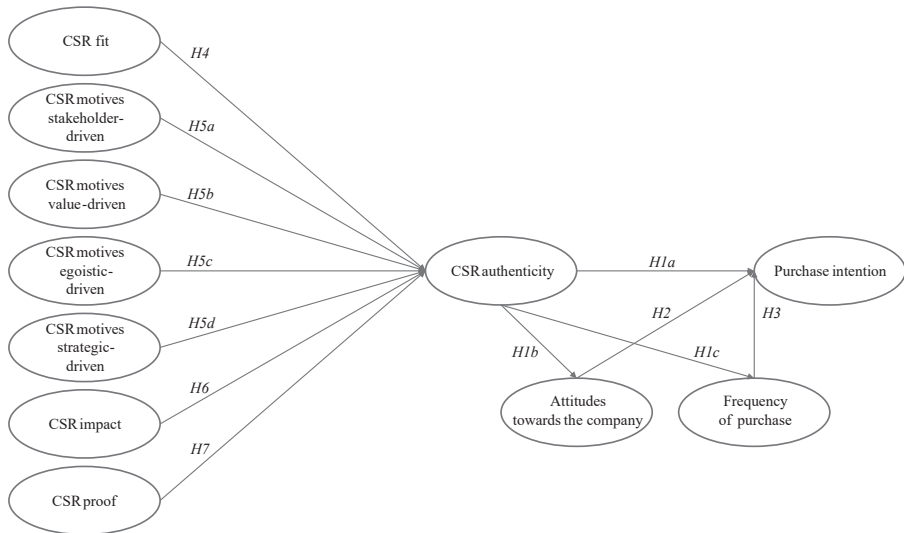 CSR fit
H4
CSR motives
stakeholder-
driven
H5a
CSR motives
value-driven
H5b
CSR motives
egoistic-
driven
H5c
CSR motives
strategic-
driven
H5d
CSR impact
H6
CSR proof
H7
CSR authenticity
H1a
Purchase intention
H2
H3
H1b
H1c
Attitudes
towards the company
Frequency
of purchase